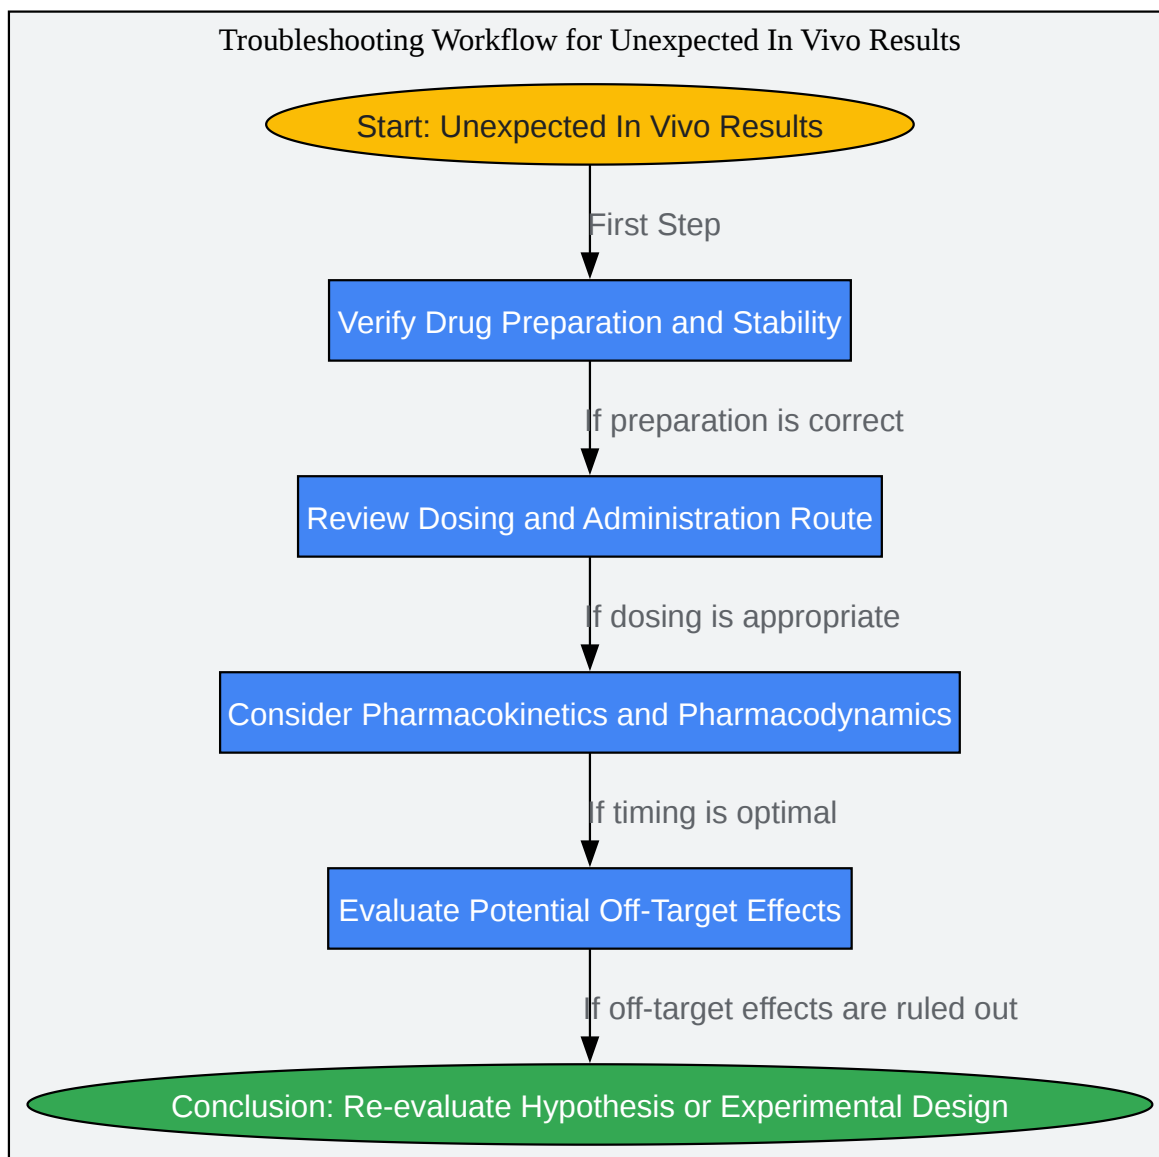 Troubleshooting Workflow for Unexpected In Vivo Results
Start: Unexpected In Vivo Results
First Step
Verify Drug Preparation and Stability
If preparation is correct
Review Dosing and Administration Route
If dosing is appropriate
Consider Pharmacokinetics and Pharmacodynamics
If timing is optimal
Evaluate Potential Off-Target Effects
If off-target effects are ruled out
Conclusion: Re-evaluate Hypothesis or Experimental Design